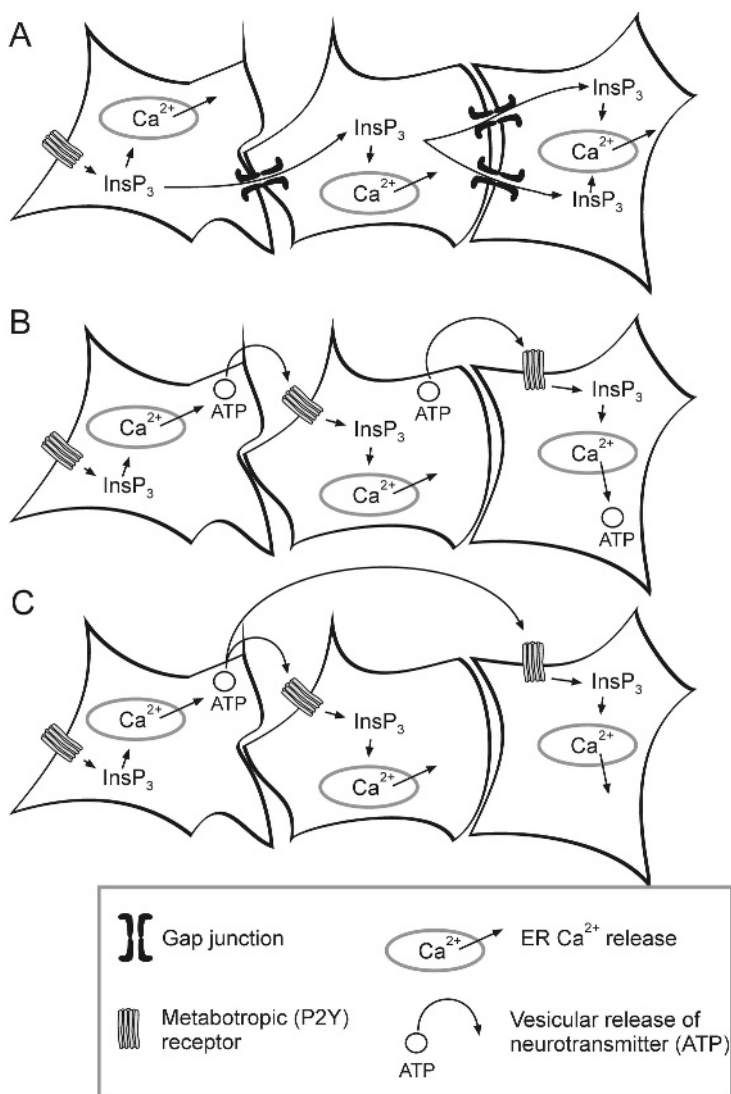 A
Ca2+
InsP3
InsP3
Ca2+
InsP3
Ca2+
InsP3
B
Ca2+
InsP3
ATP
InsP3
Ca2+
ATP
InsP3
Ca2+
ATP
C
Ca2+
InsP3
ATP
InsP3
Ca2+
InsP3
Ca2+
Gap junction
Ca2+
ER Ca2+ release
Metabotropic (P2Y)
receptor
ATP
Vesicular release of
neurotransmitter (ATP)